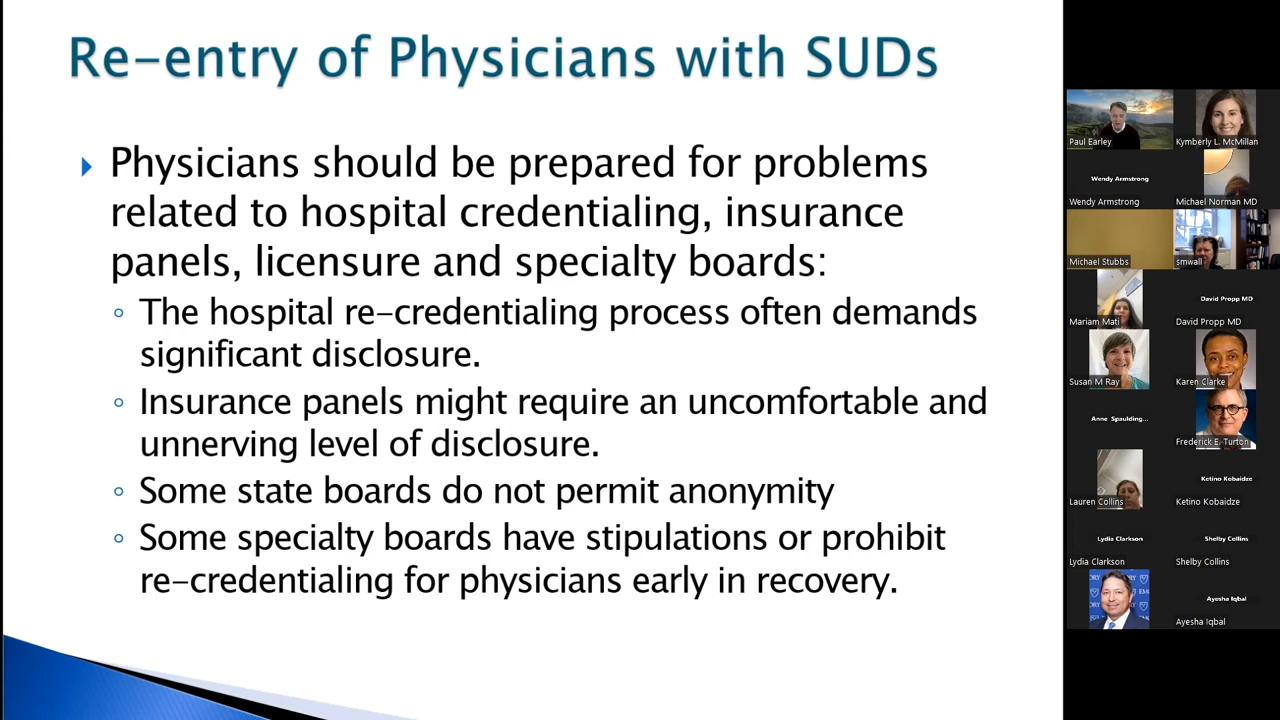 Re-entry of Physicians with SUDs
Physicians should be prepared for problems
related to hospital credentialing, insurance
panels, licensure and specialty boards:
The hospital re-credentialing process often demands
significant disclosure.
Insurance panels might require an uncomfortable and
unnerving level of disclosure.
Some state boards do not permit anonymity
Some specialty boards have stipulations or prohibit
re-credentialing for physicians early in recovery.
Paul Earley
Kymberly L. McMillan
Wendy Armstrong
Wendy Armstrong
Michael Norman MD
Michael Stubbs
smwall
Mariam Mati
David Propp MD
David Propp MD
Susan M Ray
Karen Clarke
Anne Spaulding...
Frederick E. Turton
Lauren Collins
Ketino Kobaidze
Ketino Kobaidze
Lydia Clarkson
Lydia Clarkson
Shelby Collins
Shelby Collins
Ayesha Iqbal
Ayesha Iqbal